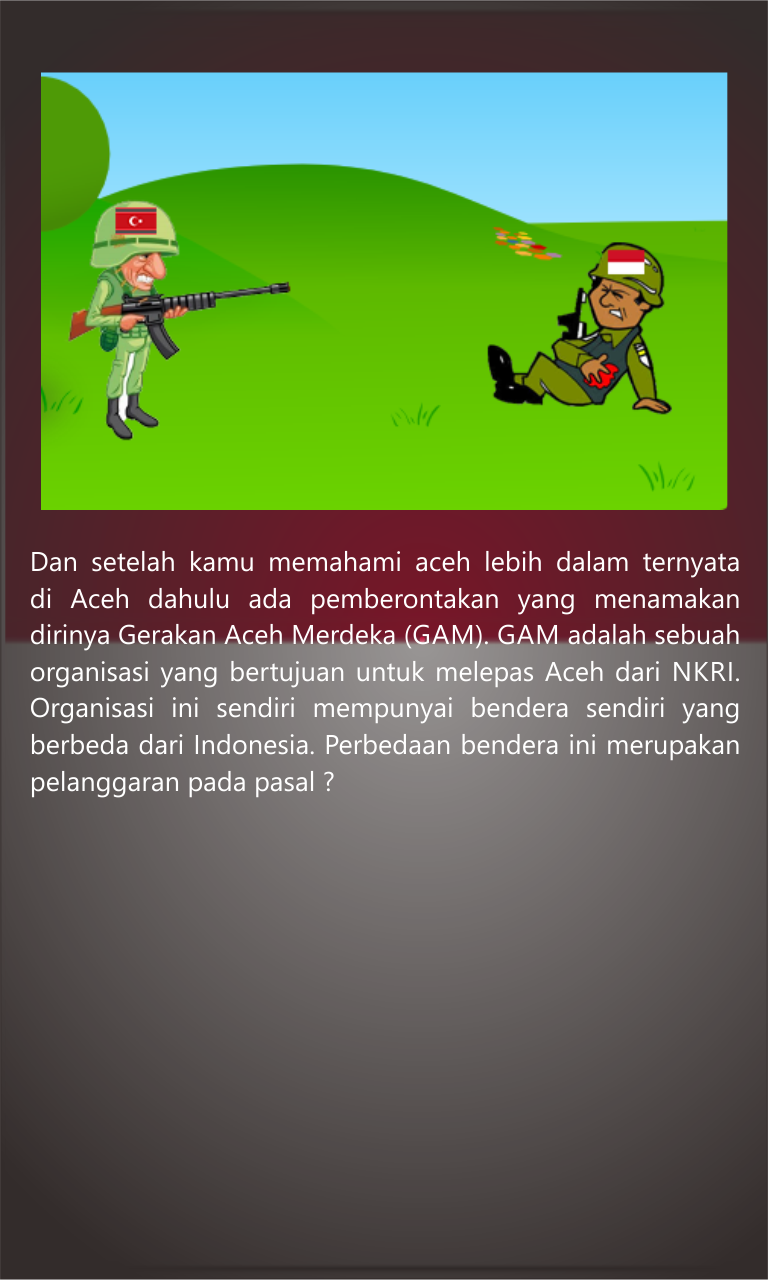 Dan setelah kamu memahami aceh lebih dalam ternyata
di Aceh dahulu ada pemberontakan yang menamakan
dirinya Gerakan Aceh Merdeka (GAM). GAM adalah sebuah
organisasi yang bertujuan untuk melepas Aceh dari NKRI.
Organisasi ini sendiri mempunyai bendera sendiri yang
berbeda dari Indonesia. Perbedaan bendera ini merupakan
pelanggaran pada pasal ?